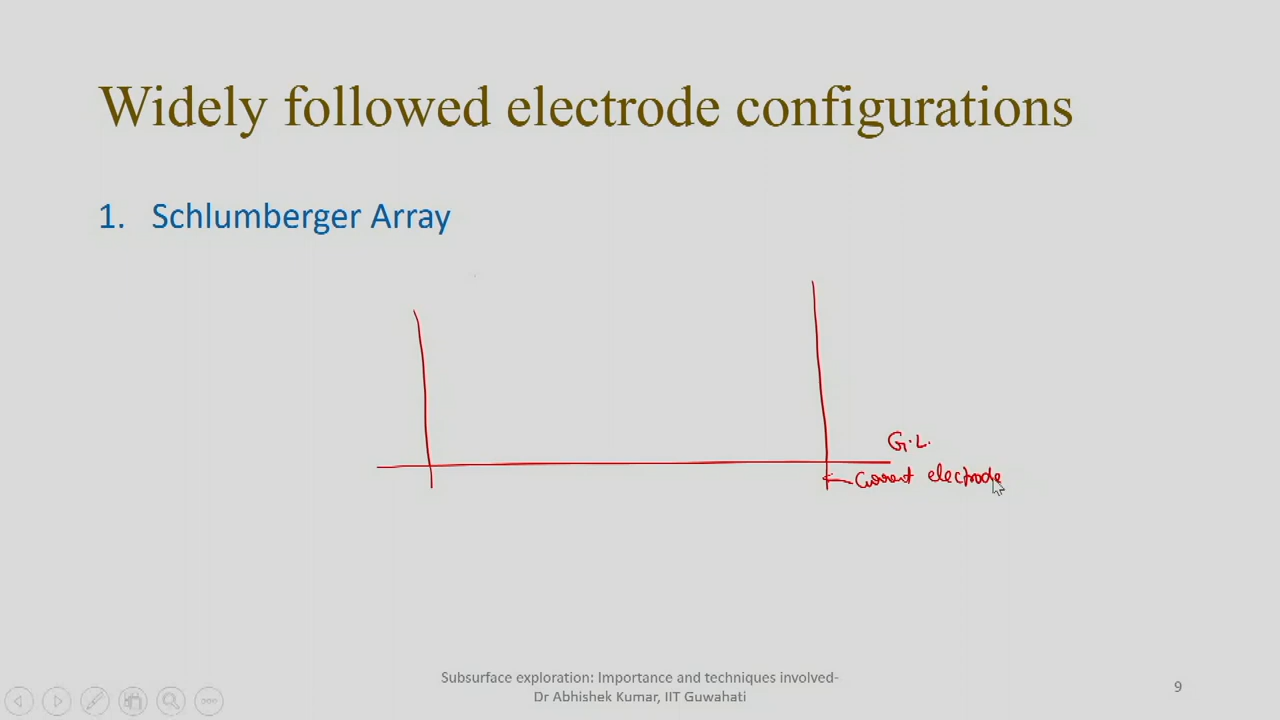 Widely followed electrode configurations
1. Schlumberger Array
G.L.
Current electrode
Subsurface exploration: Importance and techniques involved-
Dr Abhishek Kumar, IIT Guwahati
9